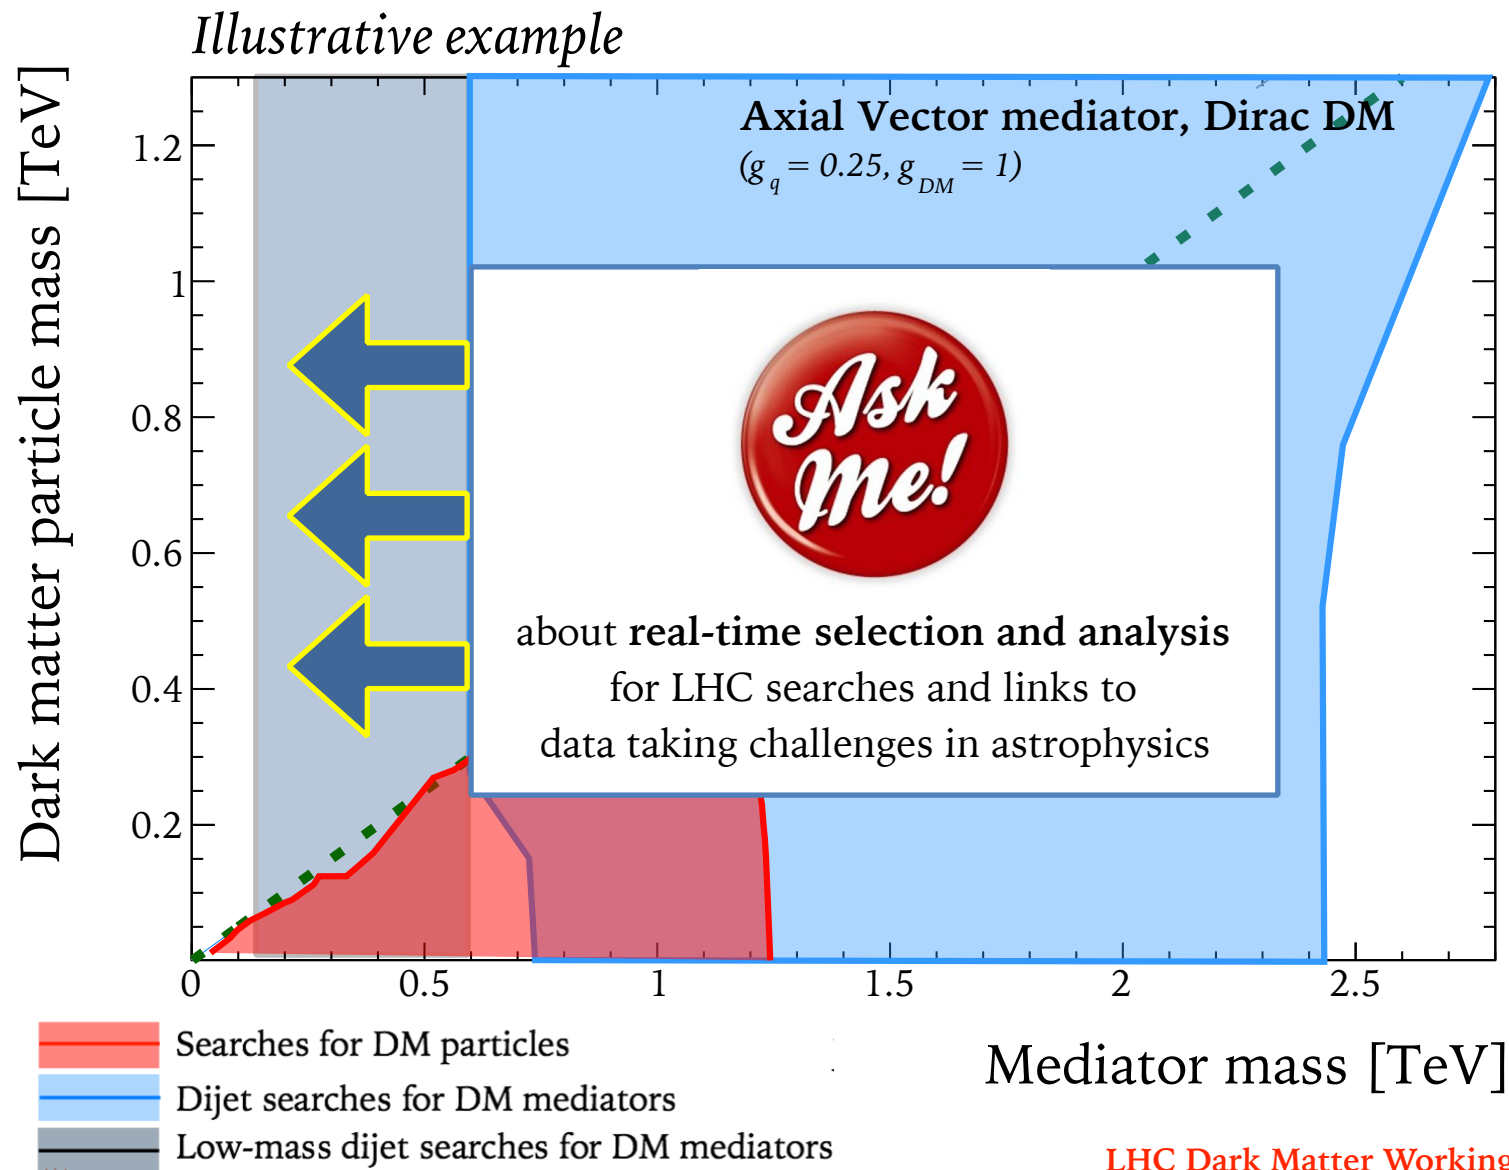 Illustrative example
Dark matter particle mass [TeV]
1.2
1
0.8
0.6
0.4
0.2
Axial Vector mediator, Dirac DM
(g_q = 0.25, g_DM = 1)
Ask
Me!
about real-time selection and analysis
for LHC searches and links to
data taking challenges in astrophysics
0 0.5 1 1.5 2 2.5
Mediator mass [TeV]
Searches for DM particles
Dijet searches for DM mediators
Low-mass dijet searches for DM mediators
LHC Dark Matter Working